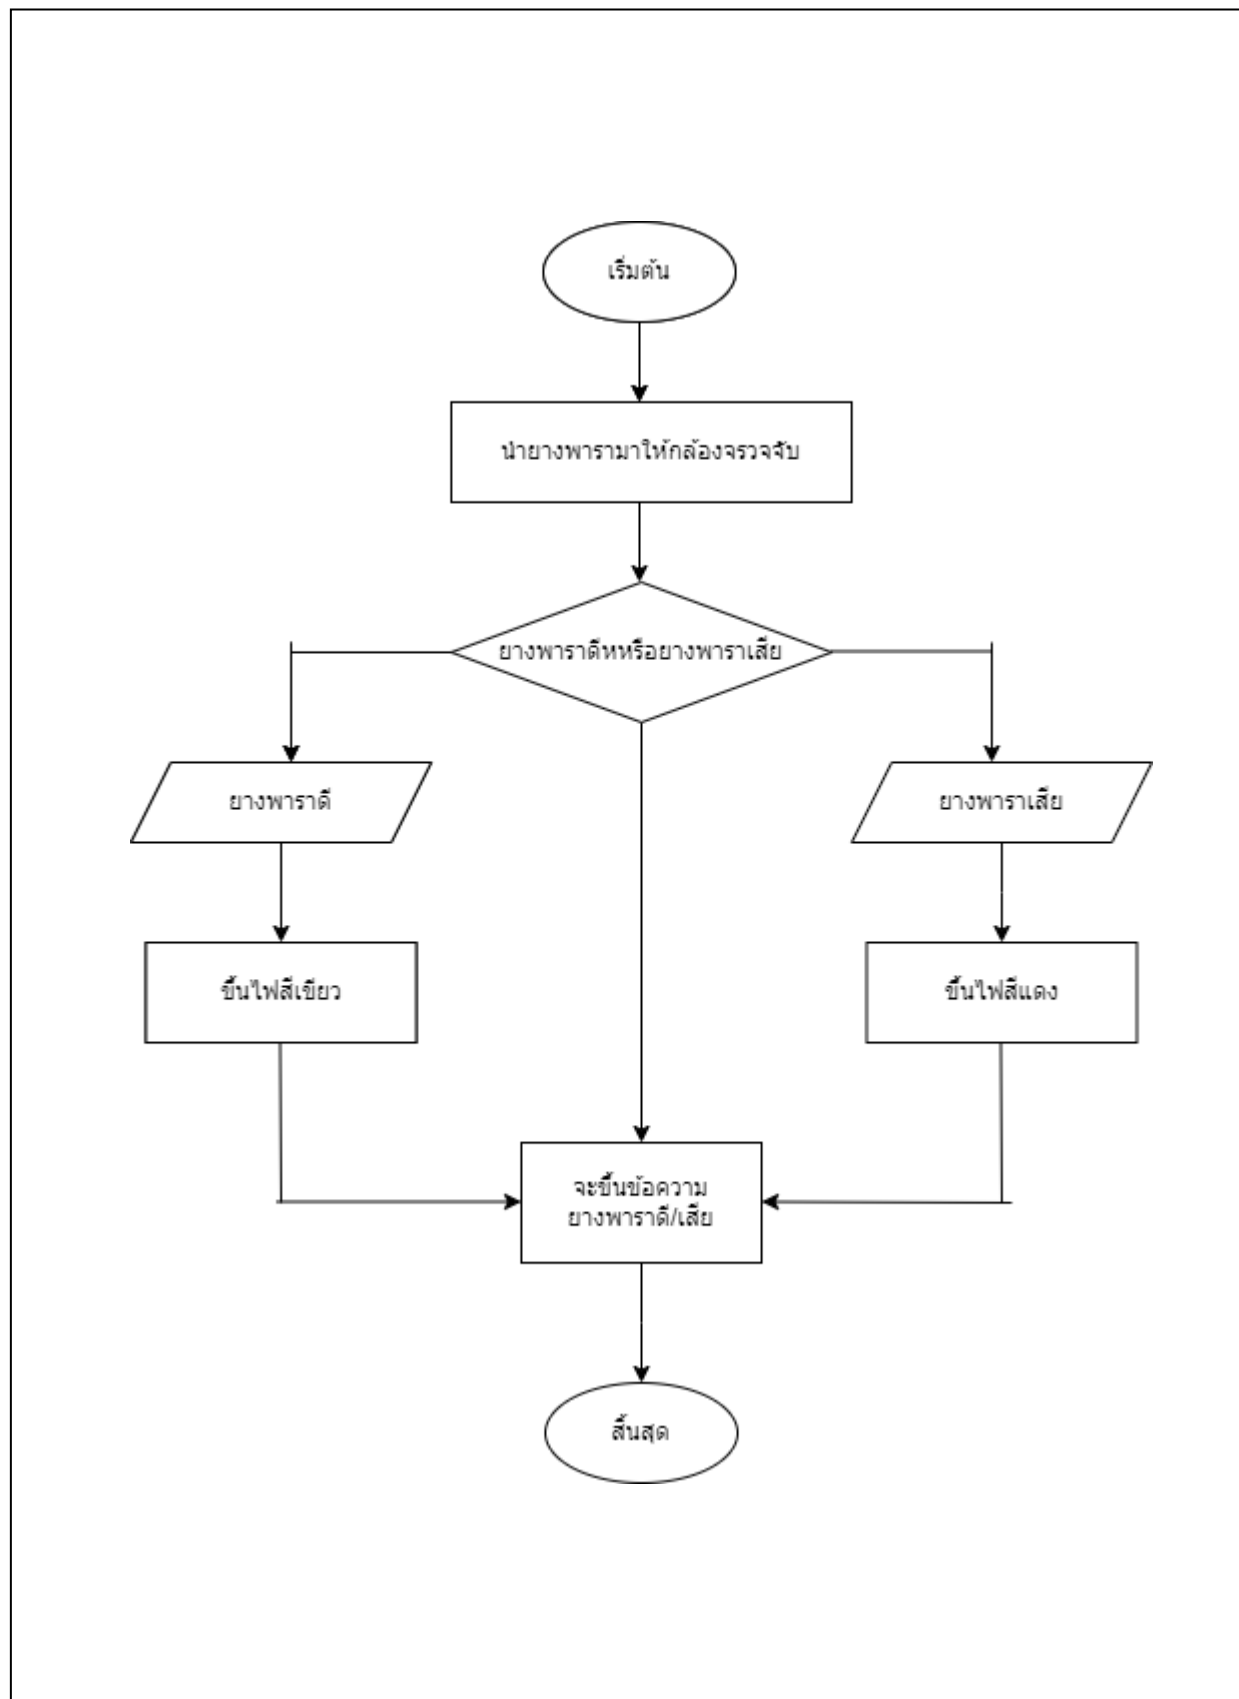 เริ่มต้น
นำยางพารามาให้กล้องจรวจจับ
ยางพาราดีหหรือยางพาราเสีย
ยางพาราดี
ยางพาราเสีย
ขึ้นไฟสีเขียว
ขึ้นไฟสีแดง
จะขึ้นข้อความ
ยางพาราดี/เสีย
สิ้นสุด